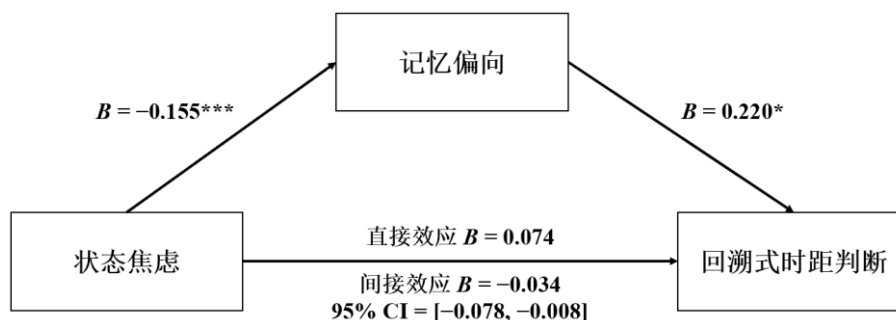 记忆偏向
B = −0.155***
B = 0.220*
状态焦虑
直接效应 B = 0.074
间接效应 B = −0.034
95% CI = [−0.078, −0.008]
回溯式时距判断